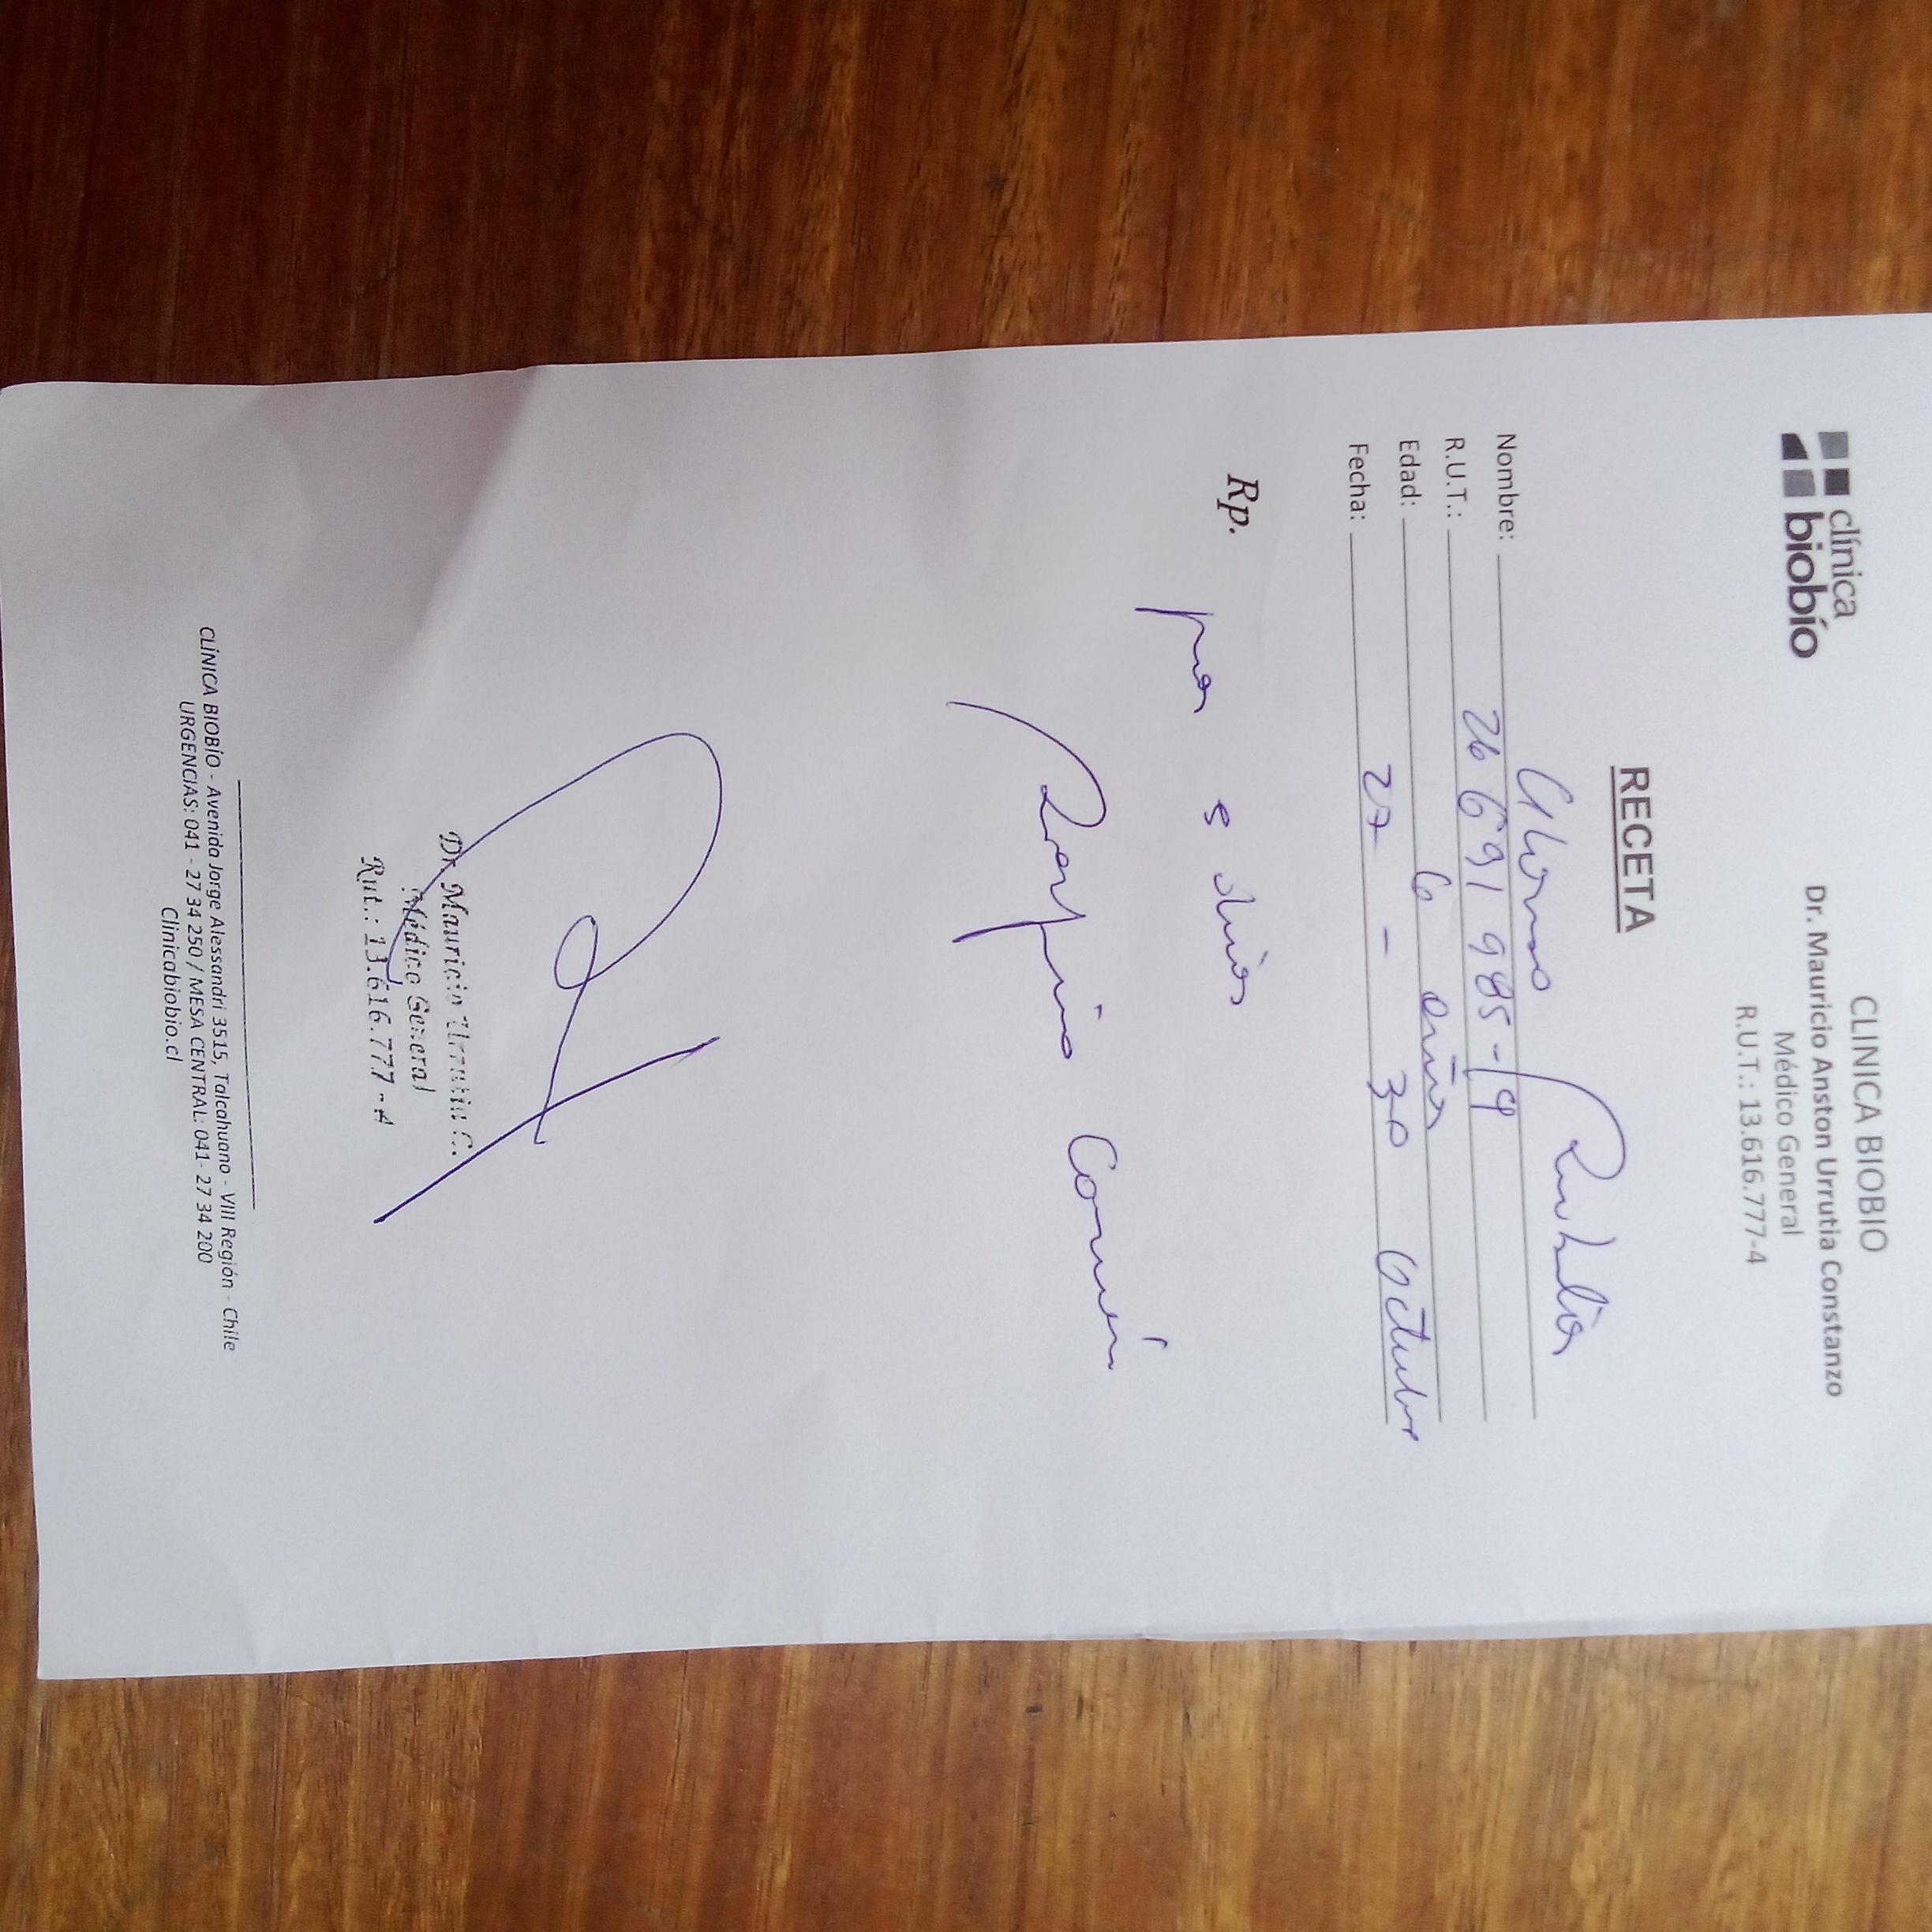 clínica
biobío
CLINICA BIOBIO
Dr. Mauricio Anston Urrutia Constanzo
Médico General
R.U.T.: 13.616.777-4
RECETA
Nombre:
R.U.T.: 26 691 985-9
Edad: 6 años
Fecha: 27 - 30 Octubre
Rp.
Común
Dr. Mauricio Urrutia C.
Médico General
Rut.: 13.616.777-4
CLÍNICA BIOBÍO - Avenida Jorge Alessandri 3515, Talcahuano - VIII Región - Chile
URGENCIAS: 041 - 27 34 250 / MESA CENTRAL: 041- 27 34 200
Clinicabiobio.cl